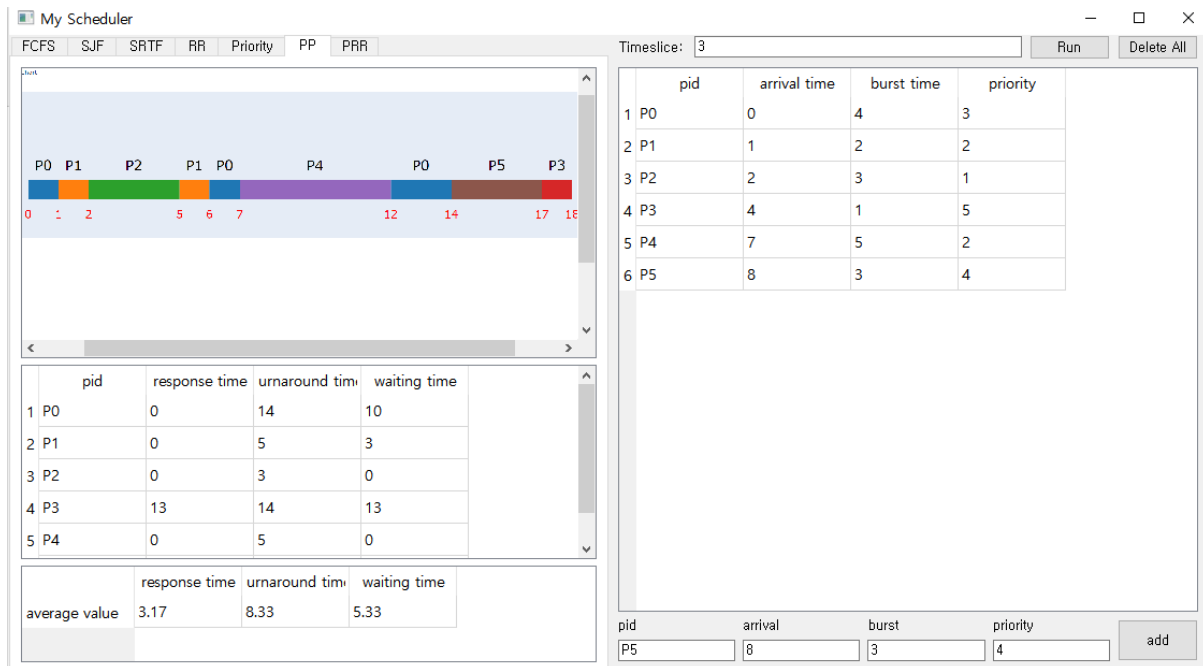 My Scheduler
FCFS SJF SRTF RR Priority PP PRR
Timeslice: 3 Run Delete All
chart
P0 P1 P2 P1 P0 P4 P0 P5 P3
0 1 2 5 6 7 12 14 17 18
pid response time urnaround time waiting time
1 P0 0 14 10
2 P1 0 5 3
3 P2 0 3 0
4 P3 13 14 13
5 P4 0 5 0
response time urnaround time waiting time
average value 3.17 8.33 5.33
pid arrival time burst time priority
1 P0 0 4 3
2 P1 1 2 2
3 P2 2 3 1
4 P3 4 1 5
5 P4 7 5 2
6 P5 8 3 4
pid arrival burst priority
P5 8 3 4 add